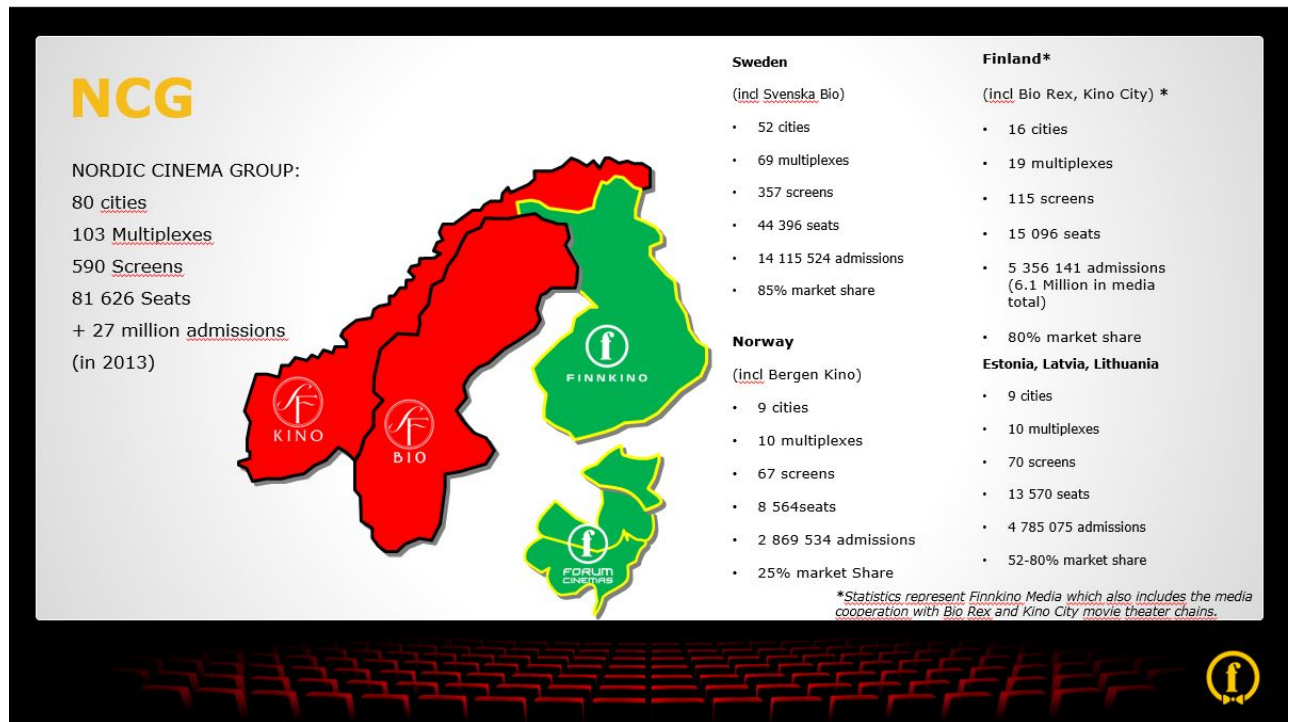 NCG
NORDIC CINEMA GROUP:
80 cities
103 Multiplexes
590 Screens
81 626 Seats
+ 27 million admissions
(in 2013)
SF
KINO
SF
BIO
f
FINNKINO
f
FORUM
CINEMAS
Sweden
(incl Svenska Bio)
• 52 cities
• 69 multiplexes
• 357 screens
• 44 396 seats
• 14 115 524 admissions
• 85% market share
Norway
(incl Bergen Kino)
• 9 cities
• 10 multiplexes
• 67 screens
• 8 564seats
• 2 869 534 admissions
• 25% market Share
Finland*
(incl Bio Rex, Kino City) *
• 16 cities
• 19 multiplexes
• 115 screens
• 15 096 seats
• 5 356 141 admissions
(6.1 Million in media
total)
• 80% market share
Estonia, Latvia, Lithuania
• 9 cities
• 10 multiplexes
• 70 screens
• 13 570 seats
• 4 785 075 admissions
• 52-80% market share
*Statistics represent Finnkino Media which also includes the media
cooperation with Bio Rex and Kino City movie theater chains.
f